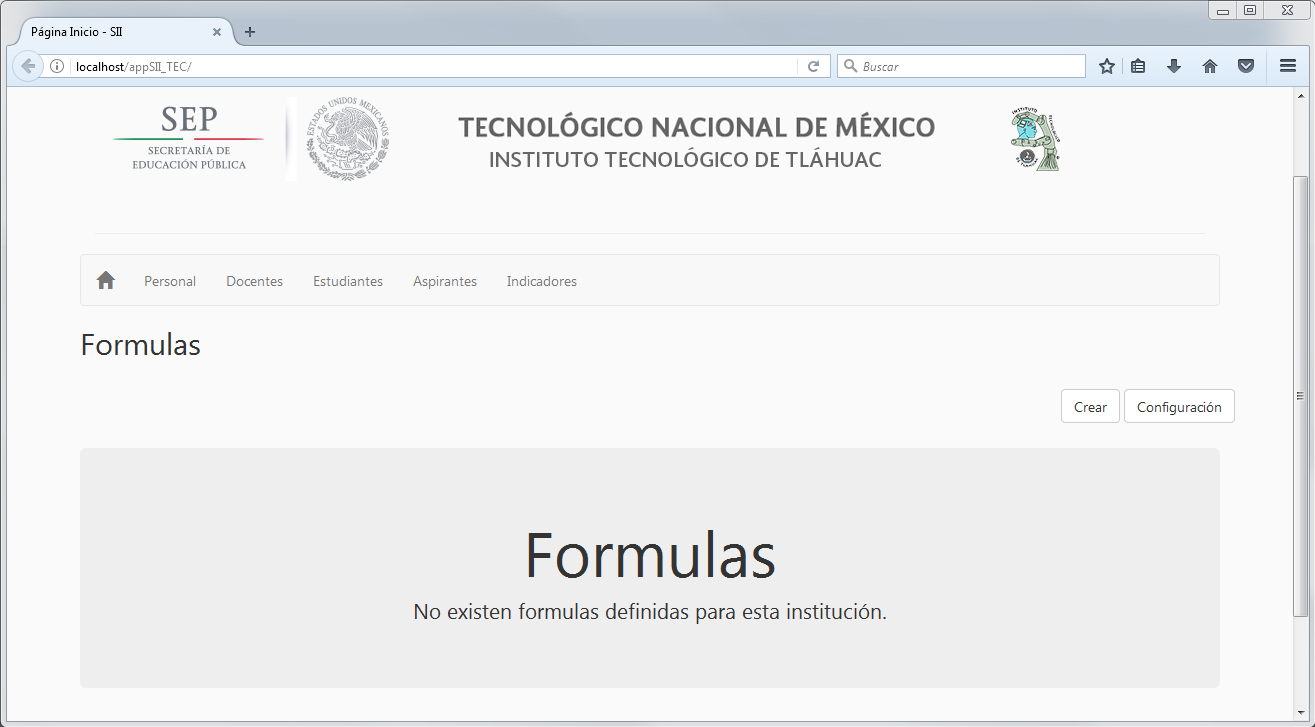 Página Inicio - SII
localhost/appSII_TEC/
Buscar
SEP
SECRETARÍA DE
EDUCACIÓN PÚBLICA
ESTADOS UNIDOS MEXICANOS
TECNOLÓGICO NACIONAL DE MÉXICO
INSTITUTO TECNOLÓGICO DE TLÁHUAC
INSTITUTO
2
Personal
Docentes
Estudiantes
Aspirantes
Indicadores
Formulas
Crear
Configuración
Formulas
No existen formulas definidas para esta institución.